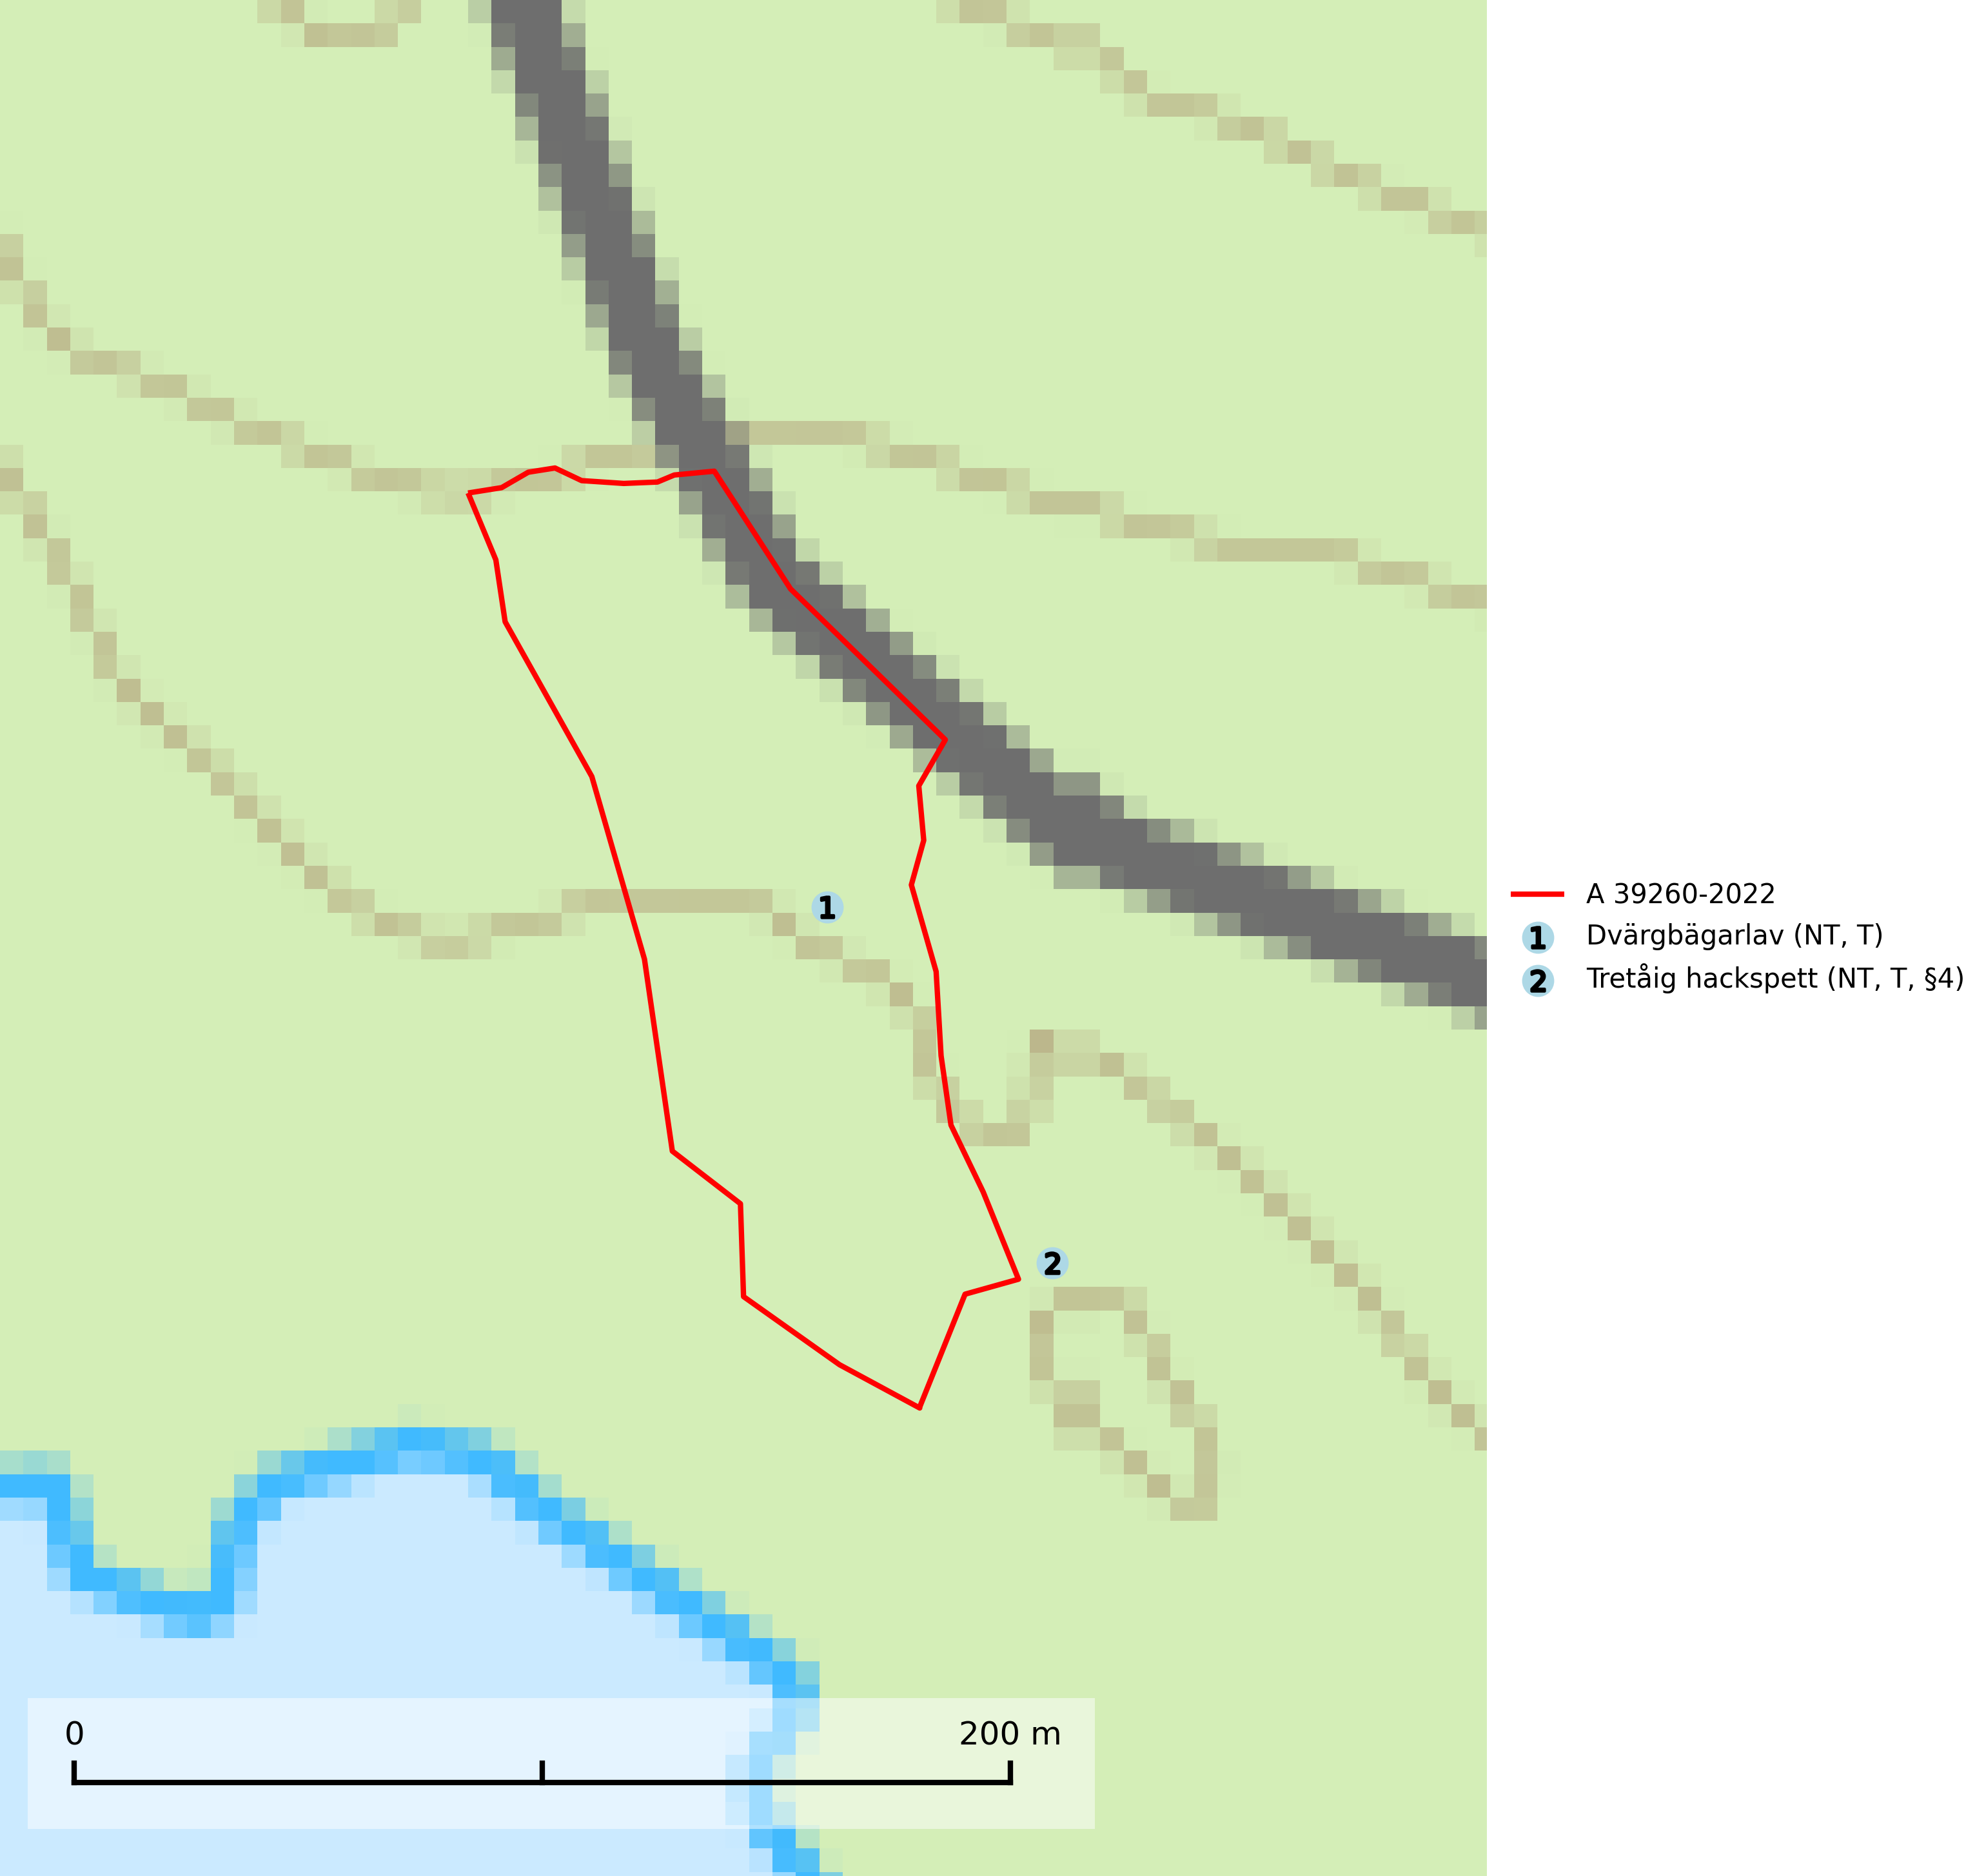 1
2
A 39260-2022
1 Dvärgbägarlav (NT, T)
2 Tretåig hackspett (NT, T, §4)
0 200 m